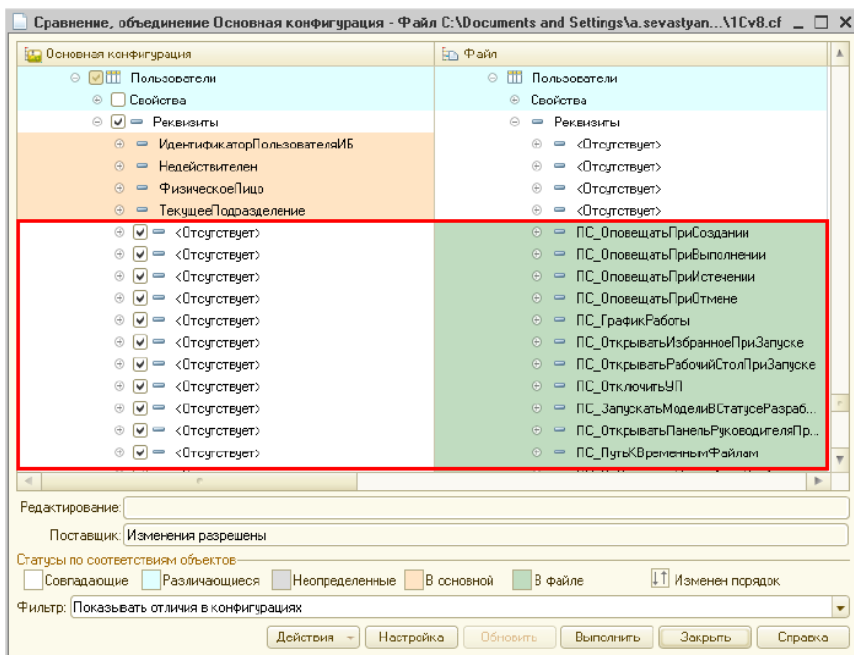 Сравнение, объединение Основная конфигурация - Файл C:\Documents and Settings\a.sevastyan...\1Cv8.cf
Основная конфигурация Файл
Пользователи Пользователи
Свойства Свойства
Реквизиты Реквизиты
ИдентификаторПользователяИБ <Отсутствует>
Недействителен <Отсутствует>
ФизическоеЛицо <Отсутствует>
ТекущееПодразделение <Отсутствует>
<Отсутствует> ПС_ОповещатьПриСоздании
<Отсутствует> ПС_ОповещатьПриВыполнении
<Отсутствует> ПС_ОповещатьПриИстечении
<Отсутствует> ПС_ОповещатьПриОтмене
<Отсутствует> ПС_ГрафикРаботы
<Отсутствует> ПС_ОткрыватьИзбранноеПриЗапуске
<Отсутствует> ПС_ОткрыватьРабочийСтолПриЗапуске
<Отсутствует> ПС_ОтключитьУП
<Отсутствует> ПС_ЗапускатьМоделиВСтатусеРазраб...
<Отсутствует> ПС_ОткрыватьПанельРуководителяПр...
<Отсутствует> ПС_ПутьКВременнымФайлам
Редактирование:
Поставщик: Изменения разрешены
Статусы по соответствиям объектов
Совпадающие Различающиеся Неопределенные В основной В файле Изменен порядок
Фильтр: Показывать отличия в конфигурациях
Действия Настройка Обновить Выполнить Закрыть Справка